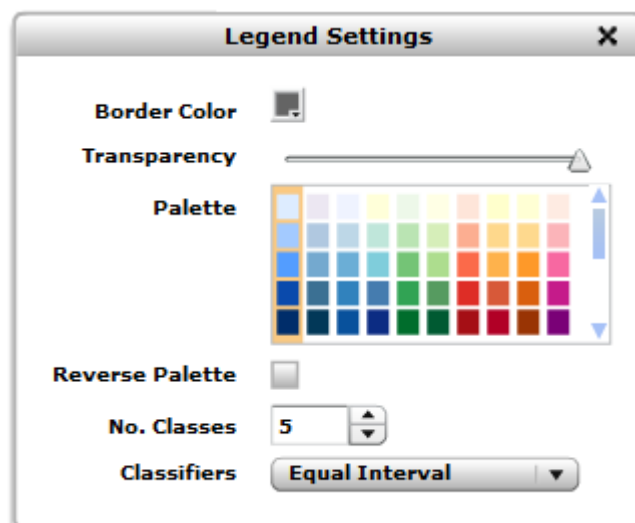 Legend Settings
Border Color
Transparency
Palette
Reverse Palette
No. Classes 5
Classifiers Equal Interval